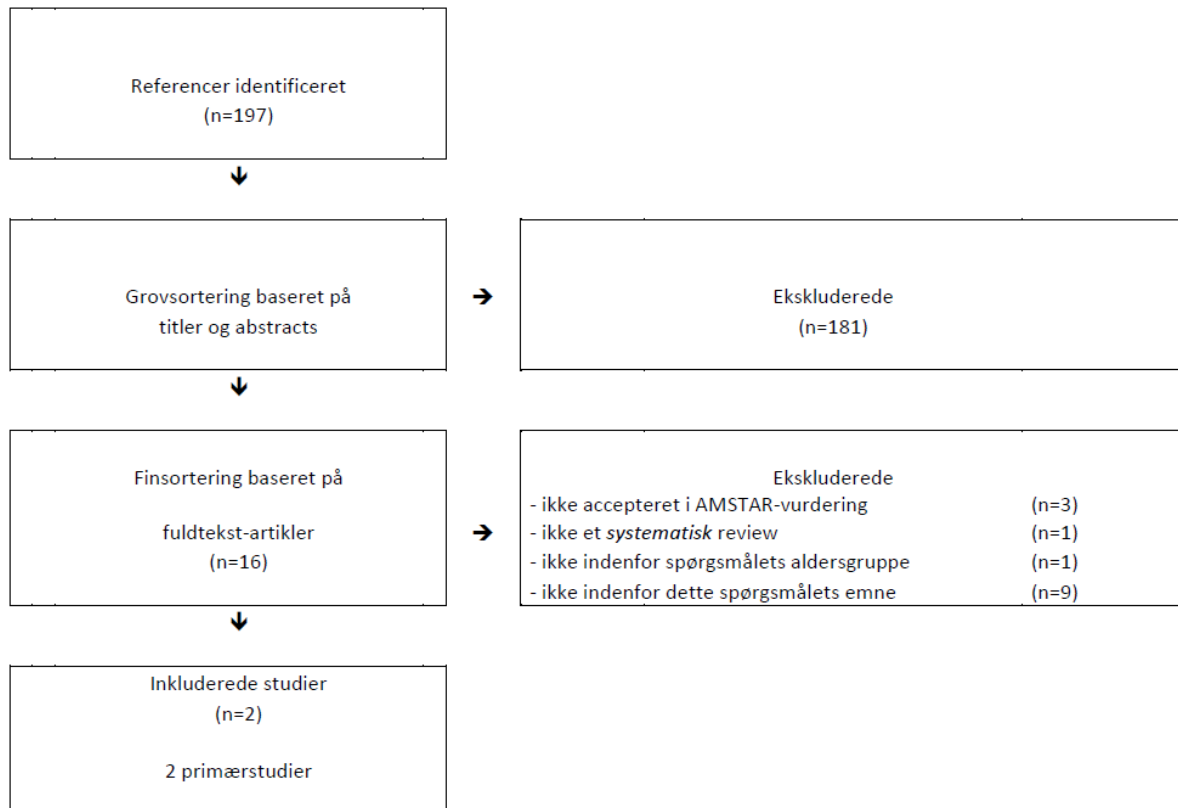 Referencer identificeret
(n=197)
Grovsortering baseret på
titler og abstracts
Ekskluderede
(n=181)
Finsortering baseret på
fuldtekst-artikler
(n=16)
Ekskluderede
- ikke accepteret i AMSTAR-vurdering (n=3)
- ikke et systematisk review (n=1)
- ikke indenfor spørgsmålets aldersgruppe (n=1)
- ikke indenfor dette spørgsmålets emne (n=9)
Inkluderede studier
(n=2)
2 primærstudier